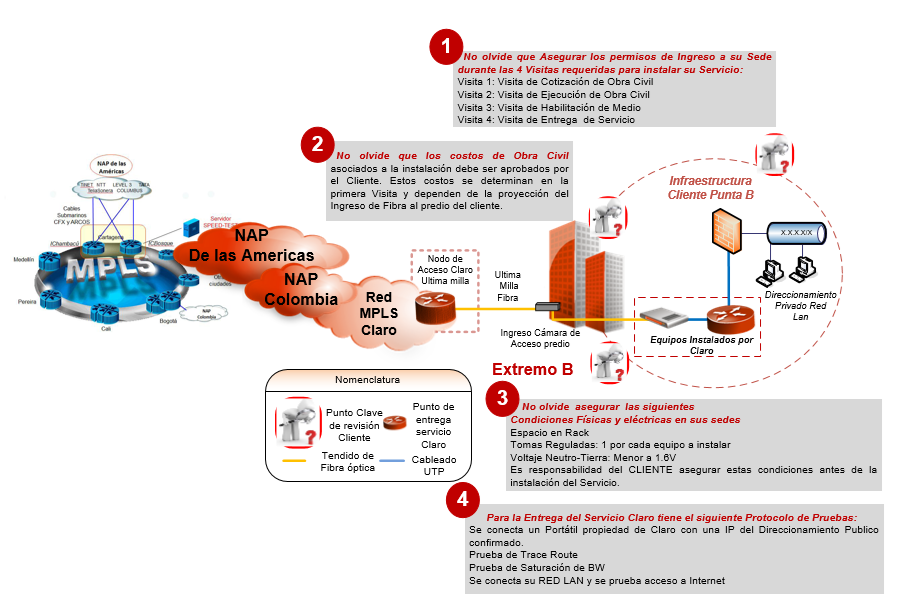 1
No olvide que Asegurar los permisos de Ingreso a su Sede
durante las 4 Visitas requeridas para instalar su Servicio:
Visita 1: Visita de Cotización de Obra Civil
Visita 2: Visita de Ejecución de Obra Civil
Visita 3: Visita de Habilitación de Medio
Visita 4: Visita de Entrega de Servicio
2
No olvide que los costos de Obra Civil
asociados a la instalación debe ser aprobados por
el Cliente. Estos costos se determinan en la
primera Visita y dependen de la proyección del
Ingreso de Fibra al predio del cliente.
NAP de las
Américas
NTT LEVEL 3 TATA
COLUMBUS
Cables
Submarinos
CFX y ARCOS
Cartagena
Servidor
SPEED-TEST
(Chambacú)
(CBosque
Medellín
MPLS
Pereira
Cali
Bogotá
ciudades
NAP
Colombia
NAP
De las Americas
NAP
Colombia
Red
MPLS
Claro
Nodo de
Acceso Claro
Ultima milla
Ultima
Milla
Fibra
Ingreso Cámara de
Acceso predio
Extremo B
Infraestructura
Cliente Punta B
X.X.X.X/X
Direccionamiento
Privado Red
Lan
Equipos Instalados por
Claro
Nomenclatura
Punto Clave
de revisión
Cliente
Punto de
entrega
servicio
Claro
Tendido de
Fibra óptica
Cableado
UTP
3
No olvide asegurar las siguientes
Condiciones Físicas y eléctricas en sus sedes
Espacio en Rack
Tomas Reguladas: 1 por cada equipo a instalar
Voltaje Neutro-Tierra: Menor a 1.6V
Es responsabilidad del CLIENTE asegurar estas condiciones antes de la
instalación del Servicio.
4
Para la Entrega del Servicio Claro tiene el siguiente Protocolo de Pruebas:
Se conecta un Portátil propiedad de Claro con una IP del Direccionamiento Publico
confirmado.
Prueba de Trace Route
Prueba de Saturación de BW
Se conecta su RED LAN y se prueba acceso a Internet